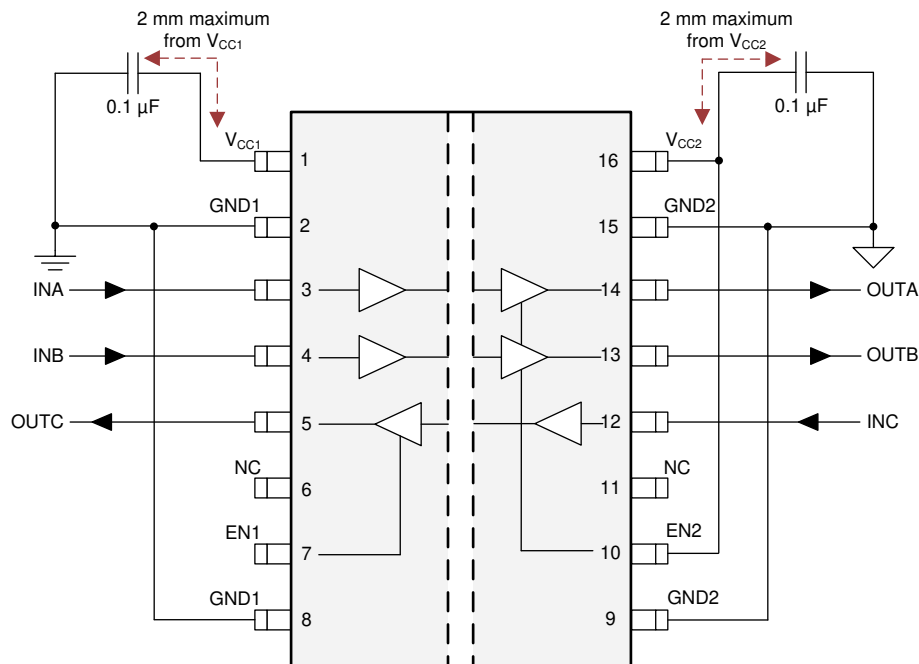 2 mm maximum
from VCC1
2 mm maximum
from VCC2
0.1 µF
0.1 µF
VCC1
1
16
VCC2
GND1
2
15
GND2
INA
3
14
OUTA
INB
4
13
OUTB
OUTC
5
12
INC
NC
6
11
NC
EN1
7
10
EN2
GND1
8
9
GND2